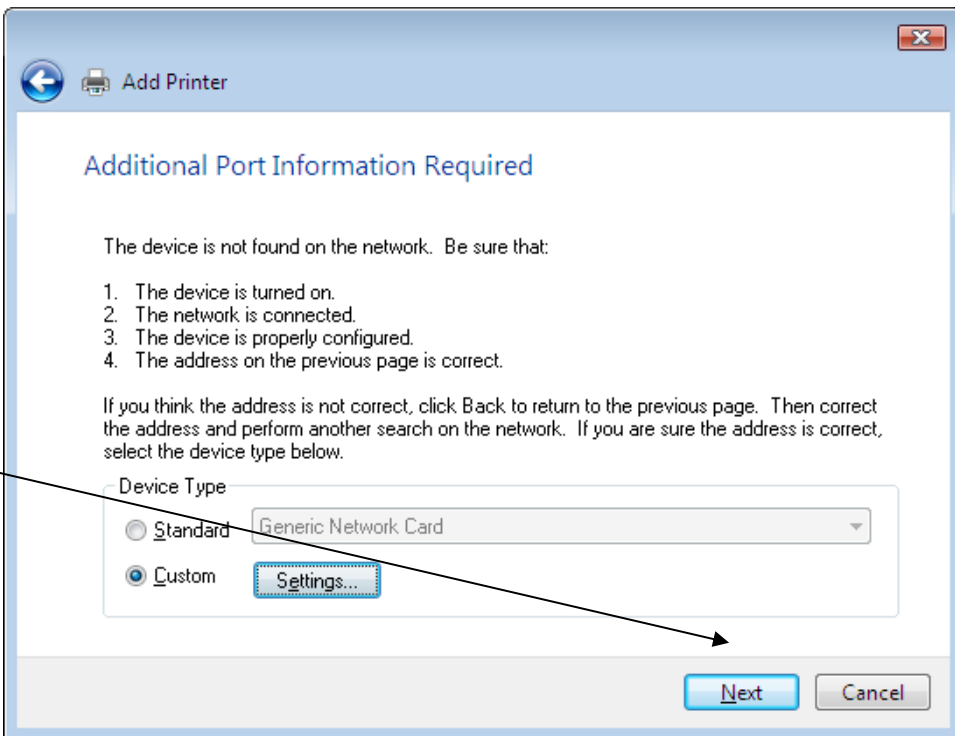 Add Printer
Additional Port Information Required
The device is not found on the network. Be sure that:
1. The device is turned on.
2. The network is connected.
3. The device is properly configured.
4. The address on the previous page is correct.
If you think the address is not correct, click Back to return to the previous page. Then correct
the address and perform another search on the network. If you are sure the address is correct,
select the device type below.
Device Type
Standard Generic Network Card
Custom Settings...
Next Cancel